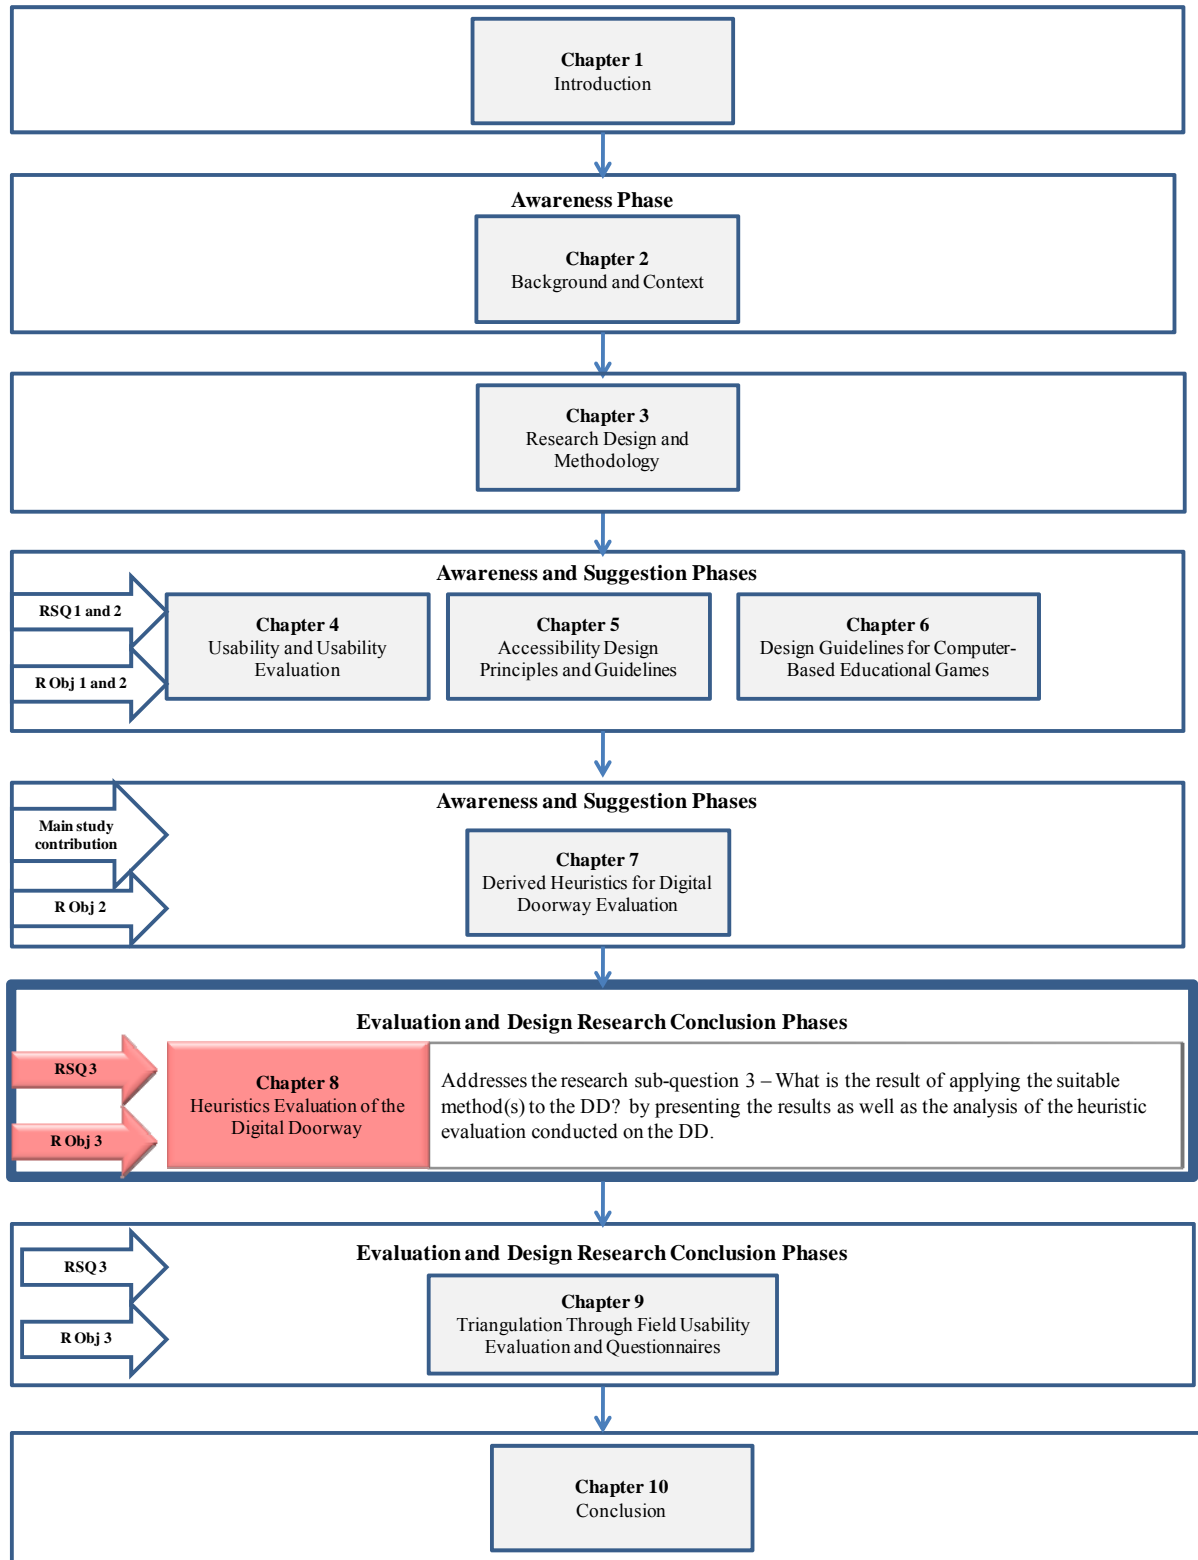 Chapter 1
Introduction
Awareness Phase
Chapter 2
Background and Context
Chapter 3
Research Design and
Methodology
Awareness and Suggestion Phases
RSQ 1 and 2
R Obj 1 and 2
Chapter 4
Usability and Usability
Evaluation
Chapter 5
Accessibility Design
Principles and Guidelines
Chapter 6
Design Guidelines for Computer-
Based Educational Games
Awareness and Suggestion Phases
Main study
contribution
R Obj 2
Chapter 7
Derived Heuristics for Digital
Doorway Evaluation
Evaluation and Design Research Conclusion Phases
RSQ 3
R Obj 3
Chapter 8
Heuristics Evaluation of the
Digital Doorway
Addresses the research sub-question 3 – What is the result of applying the suitable
method(s) to the DD? by presenting the results as well as the analysis of the heuristic
evaluation conducted on the DD.
Evaluation and Design Research Conclusion Phases
RSQ 3
R Obj 3
Chapter 9
Triangulation Through Field Usability
Evaluation and Questionnaires
Chapter 10
Conclusion